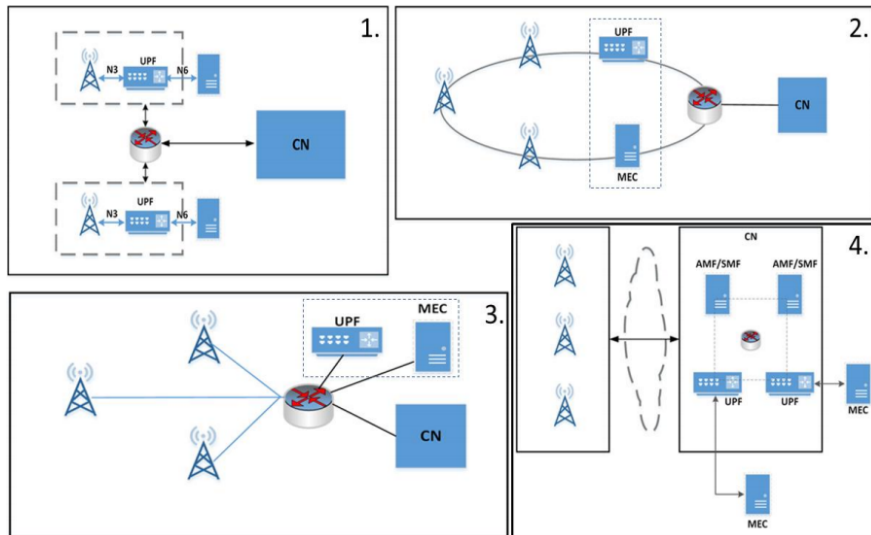 1.
UPF
N3
N6
CN
UPF
N3
N6
2.
UPF
CN
MEC
3.
UPF
MEC
CN
4.
CN
AMF/SMF
AMF/SMF
UPF
UPF
MEC
MEC